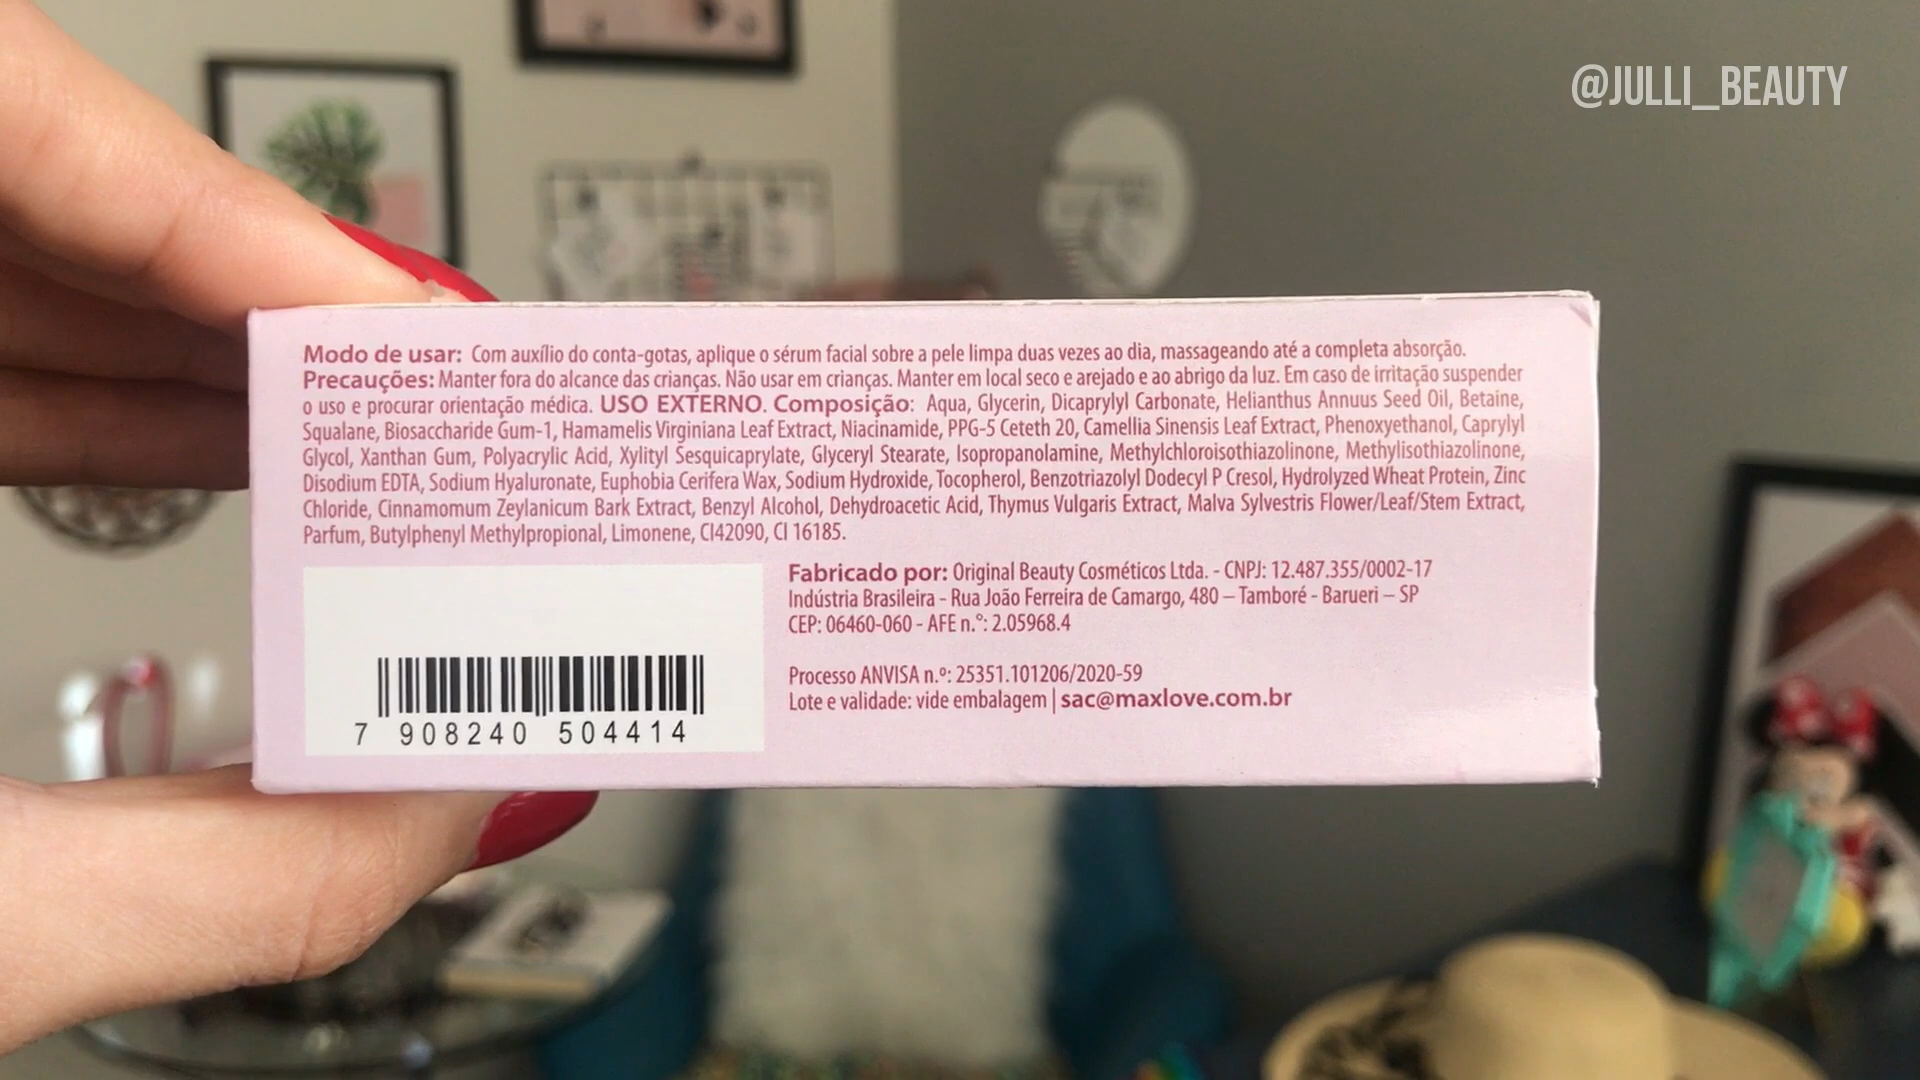 @JULLI_BEAUTY
Modo de usar: Com auxílio do conta-gotas, aplique o sérum facial sobre a pele limpa duas vezes ao dia, massageando até a completa absorção.
Precauções: Manter fora do alcance das crianças. Não usar em crianças. Manter em local seco e arejado e ao abrigo da luz. Em caso de irritação suspender
o uso e procurar orientação médica. USO EXTERNO. Composição: Aqua, Glycerin, Dicaprylyl Carbonate, Helianthus Annuus Seed Oil, Betaine,
Squalane, Biosaccharide Gum-1, Hamamelis Virginiana Leaf Extract, Niacinamide, PPG-5 Ceteth 20, Camellia Sinensis Leaf Extract, Phenoxyethanol, Caprylyl
Glycol, Xanthan Gum, Polyacrylic Acid, Xylityl Sesquicaprylate, Glyceryl Stearate, Isopropanolamine, Methylchloroisothiazolinone, Methylisothiazolinone,
Disodium EDTA, Sodium Hyaluronate, Euphobia Cerifera Wax, Sodium Hydroxide, Tocopherol, Benzotriazolyl Dodecyl P Cresol, Hydrolyzed Wheat Protein, Zinc
Chloride, Cinnamomum Zeylanicum Bark Extract, Benzyl Alcohol, Dehydroacetic Acid, Thymus Vulgaris Extract, Malva Sylvestris Flower/Leaf/Stem Extract,
Parfum, Butylphenyl Methylpropional, Limonene, CI42090, CI 16185.
Fabricado por: Original Beauty Cosméticos Ltda. - CNPJ: 12.487.355/0002-17
Indústria Brasileira - Rua João Ferreira de Camargo, 480 – Tamboré - Barueri – SP
CEP: 06460-060 - AFE n.°: 2.05968.4
Processo ANVISA n.º: 25351.101206/2020-59
Lote e validade: vide embalagem | sac@maxlove.com.br
7 908240 504414